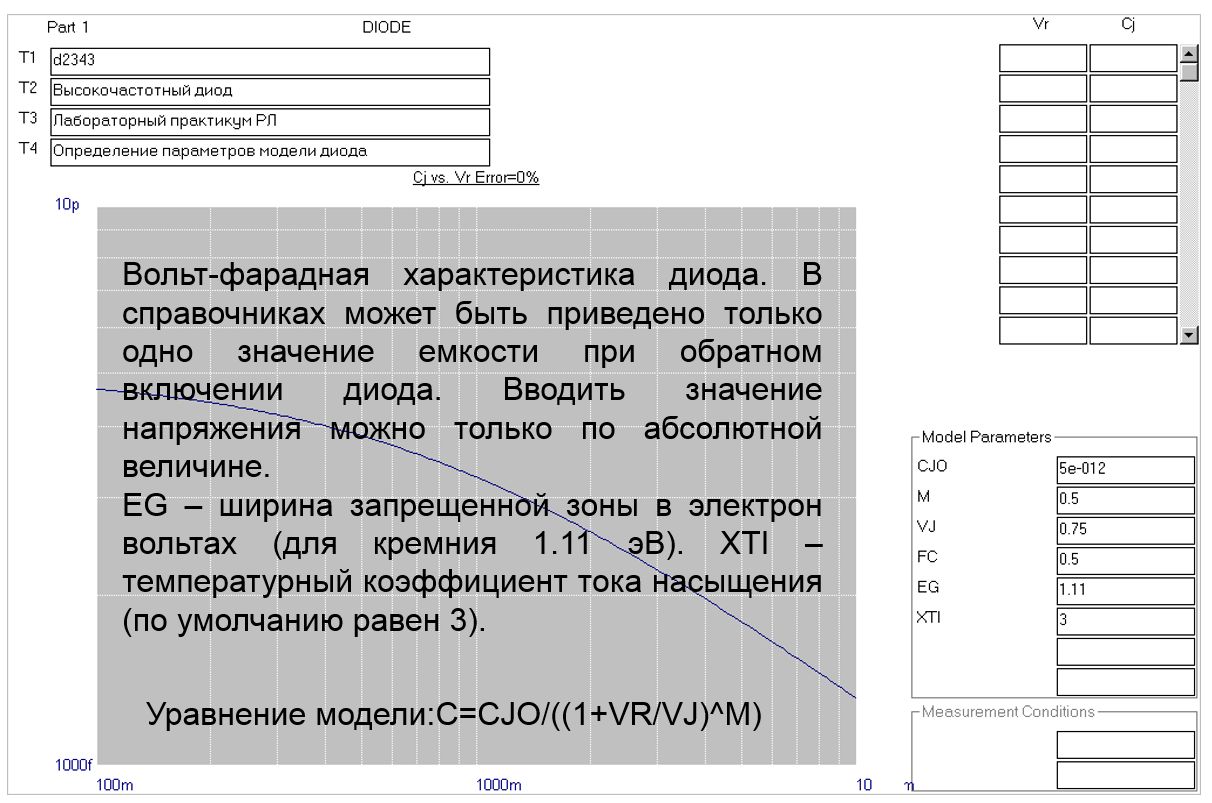 Part 1 DIODE Vr Cj
T1 d2343
T2 Высокочастотный диод
T3 Лабораторный практикум РЛ
T4 Определение параметров модели диода
Cj vs. Vr Error=0%
10p
Вольт-фарадная характеристика диода. В
справочниках может быть приведено только
одно значение емкости при обратном
включении диода. Вводить значение
напряжения можно только по абсолютной
величине.
EG – ширина запрещенной зоны в электрон
вольтах (для кремния 1.11 эВ). XTI –
температурный коэффициент тока насыщения
(по умолчанию равен 3).
Уравнение модели:C=CJO/((1+VR/VJ)^M)
1000f
100m 1000m 10 m
Model Parameters
CJO 5e-012
M 0.5
VJ 0.75
FC 0.5
EG 1.11
XTI 3
Measurement Conditions